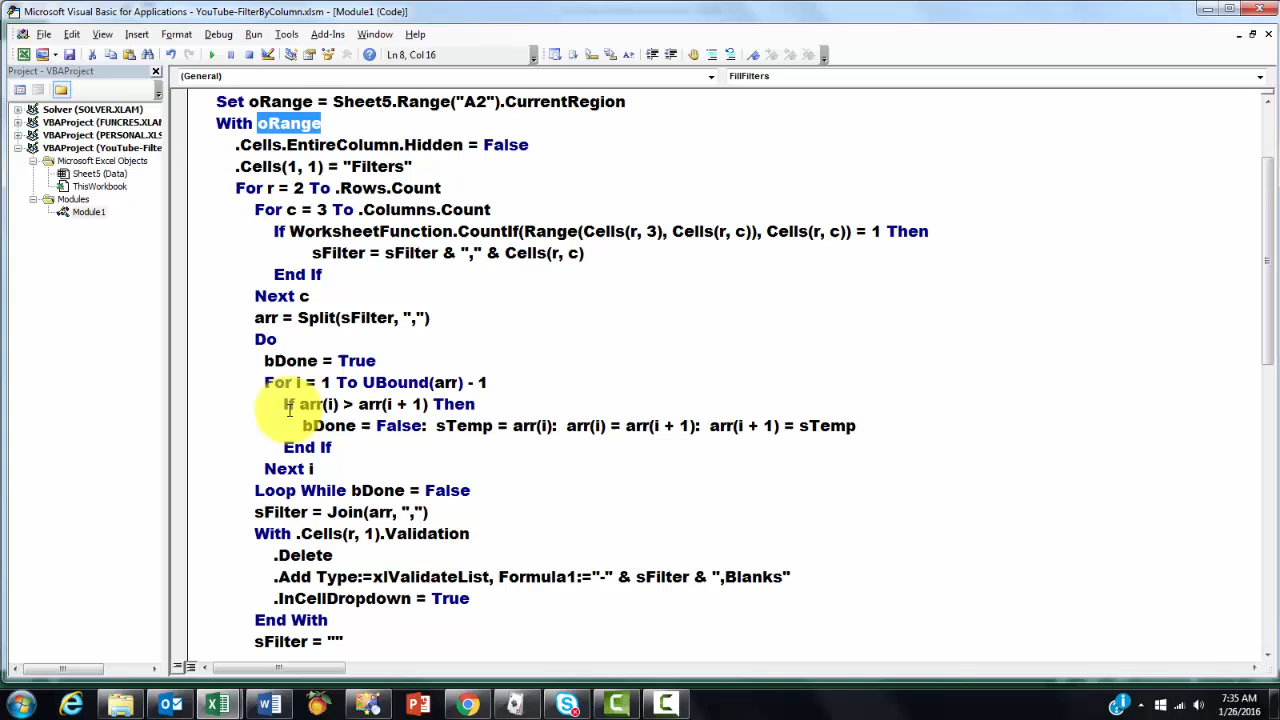 Microsoft Visual Basic for Applications - YouTube-FilterByColumn.xlsm - [Module1 (Code)]
File Edit View Insert Format Debug Run Tools Add-Ins Window Help
Ln 8, Col 16
Project - VBAProject
(General)
FillFilters
Solver (SOLVER.XLAM)
VBAProject (FUNCRES.XLAM
VBAProject (PERSONAL.XLS
VBAProject (YouTube-Filte
Microsoft Excel Objects
Sheet5 (Data)
ThisWorkbook
Modules
Module1
Set oRange = Sheet5.Range("A2").CurrentRegion
With oRange
.Cells.EntireColumn.Hidden = False
.Cells(1, 1) = "Filters"
For r = 2 To .Rows.Count
For c = 3 To .Columns.Count
If WorksheetFunction.CountIf(Range(Cells(r, 3), Cells(r, c)), Cells(r, c)) = 1 Then
sFilter = sFilter & "," & Cells(r, c)
End If
Next c
arr = Split(sFilter, ",")
Do
bDone = True
For i = 1 To UBound(arr) - 1
If arr(i) > arr(i + 1) Then
bDone = False:  sTemp = arr(i):  arr(i) = arr(i + 1):  arr(i + 1) = sTemp
End If
Next i
Loop While bDone = False
sFilter = Join(arr, ",")
With .Cells(r, 1).Validation
.Delete
.Add Type:=xlValidateList, Formula1:="-" & sFilter & ",Blanks"
.InCellDropdown = True
End With
sFilter = ""
7:35 AM
1/26/2016